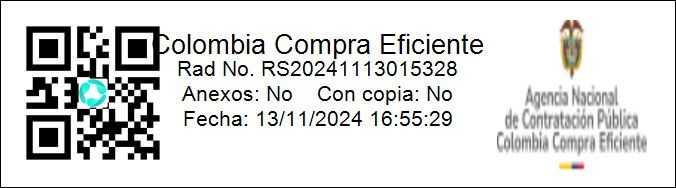 Colombia Compra Eficiente
Rad No. RS20241113015328
Anexos: No    Con copia: No
Fecha: 13/11/2024 16:55:29
Agencia Nacional
de Contratación Pública
Colombia Compra Eficiente